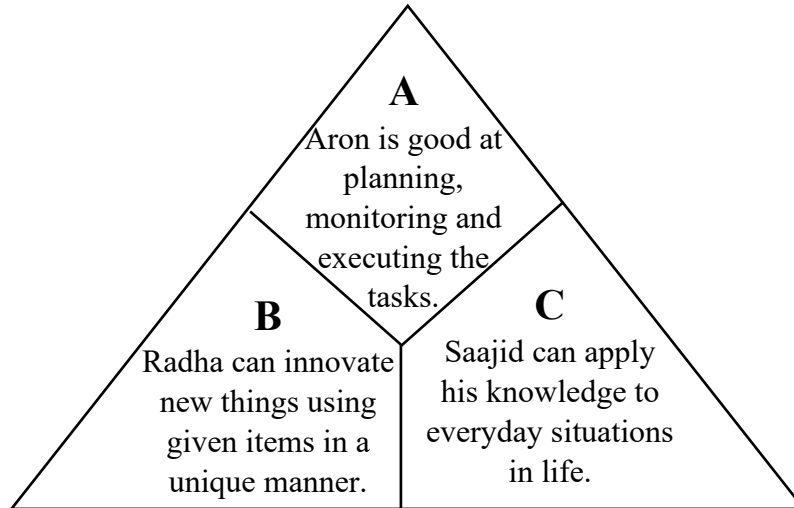 A
Aron is good at
planning,
monitoring and
executing the
tasks.
B
Radha can innovate
new things using
given items in a
unique manner.
C
Saajid can apply
his knowledge to
everyday situations
in life.